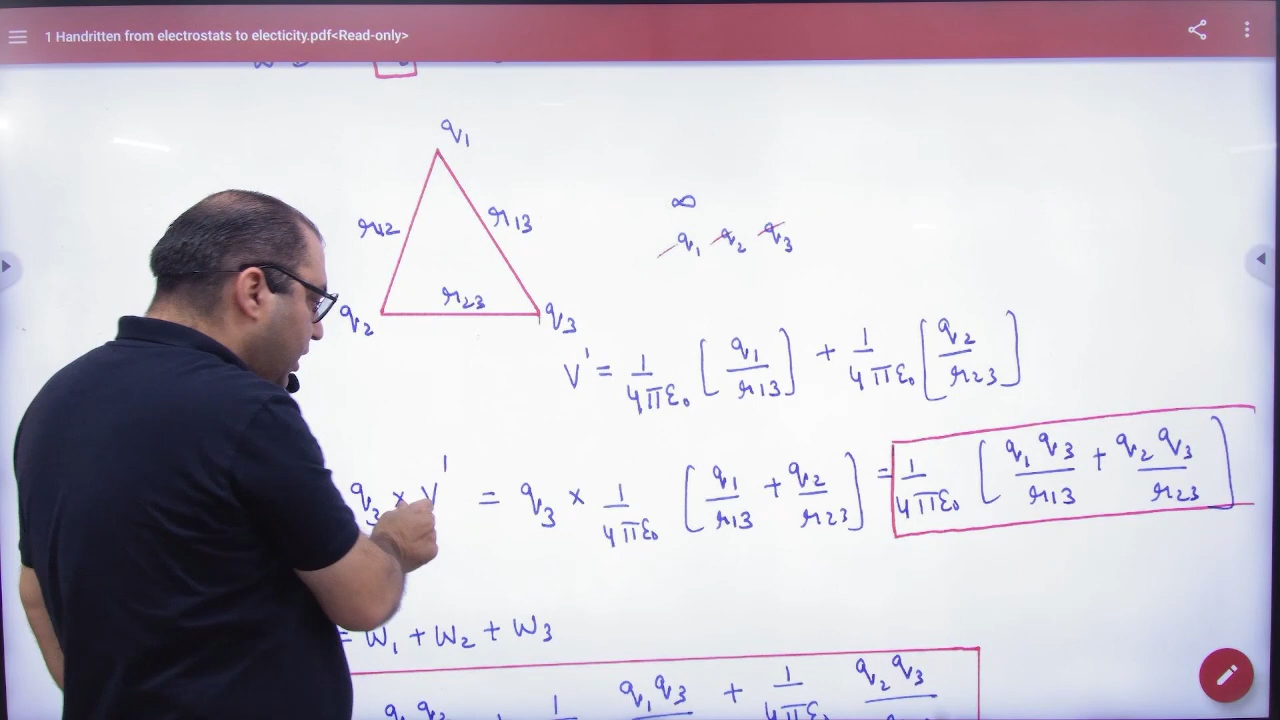 1 Handritten from electrostats to electicity.pdf<Read-only>
q₁
r₁₂
r₁₃
r₂₃
q₂
q₃
∞
q₁ q₂ q₃
V' = 1/4πε₀ [q₁/r₁₃] + 1/4πε₀ [q₂/r₂₃]
q₃ × V' = q₃ × 1/4πε₀ [q₁/r₁₃ + q₂/r₂₃] = 1/4πε₀ [q₁q₃/r₁₃ + q₂q₃/r₂₃]
= W₁ + W₂ + W₃
q₁q₂ 1 q₁q₃ + 1/4πε₀ q₂q₃